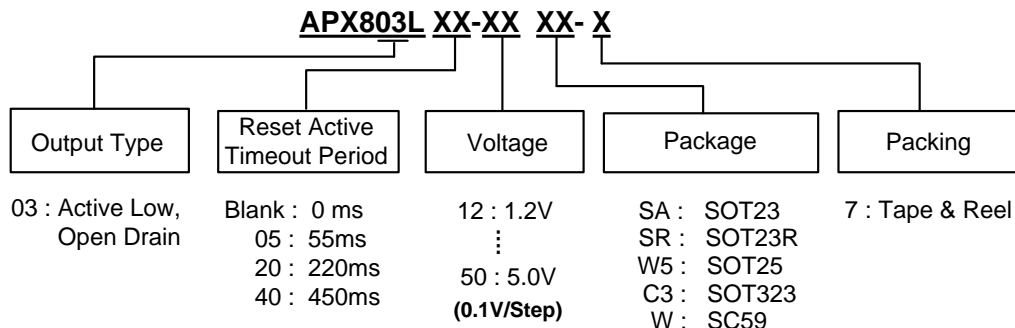 APX803L XX-XX XX- X
Output Type
Reset Active
Timeout Period
Voltage
Package
Packing
03 : Active Low,
Open Drain
Blank : 0 ms
05 : 55ms
20 : 220ms
40 : 450ms
12 : 1.2V
50 : 5.0V
(0.1V/Step)
SA : SOT23
SR : SOT23R
W5 : SOT25
C3 : SOT323
W : SC59
7 : Tape & Reel